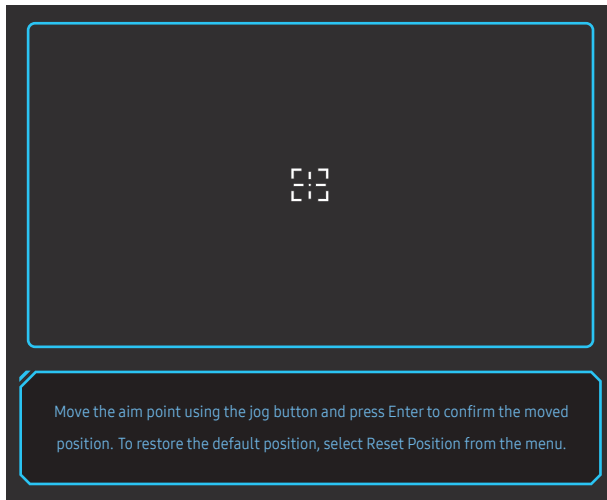 Move the aim point using the jog button and press Enter to confirm the moved
position. To restore the default position, select Reset Position from the menu.